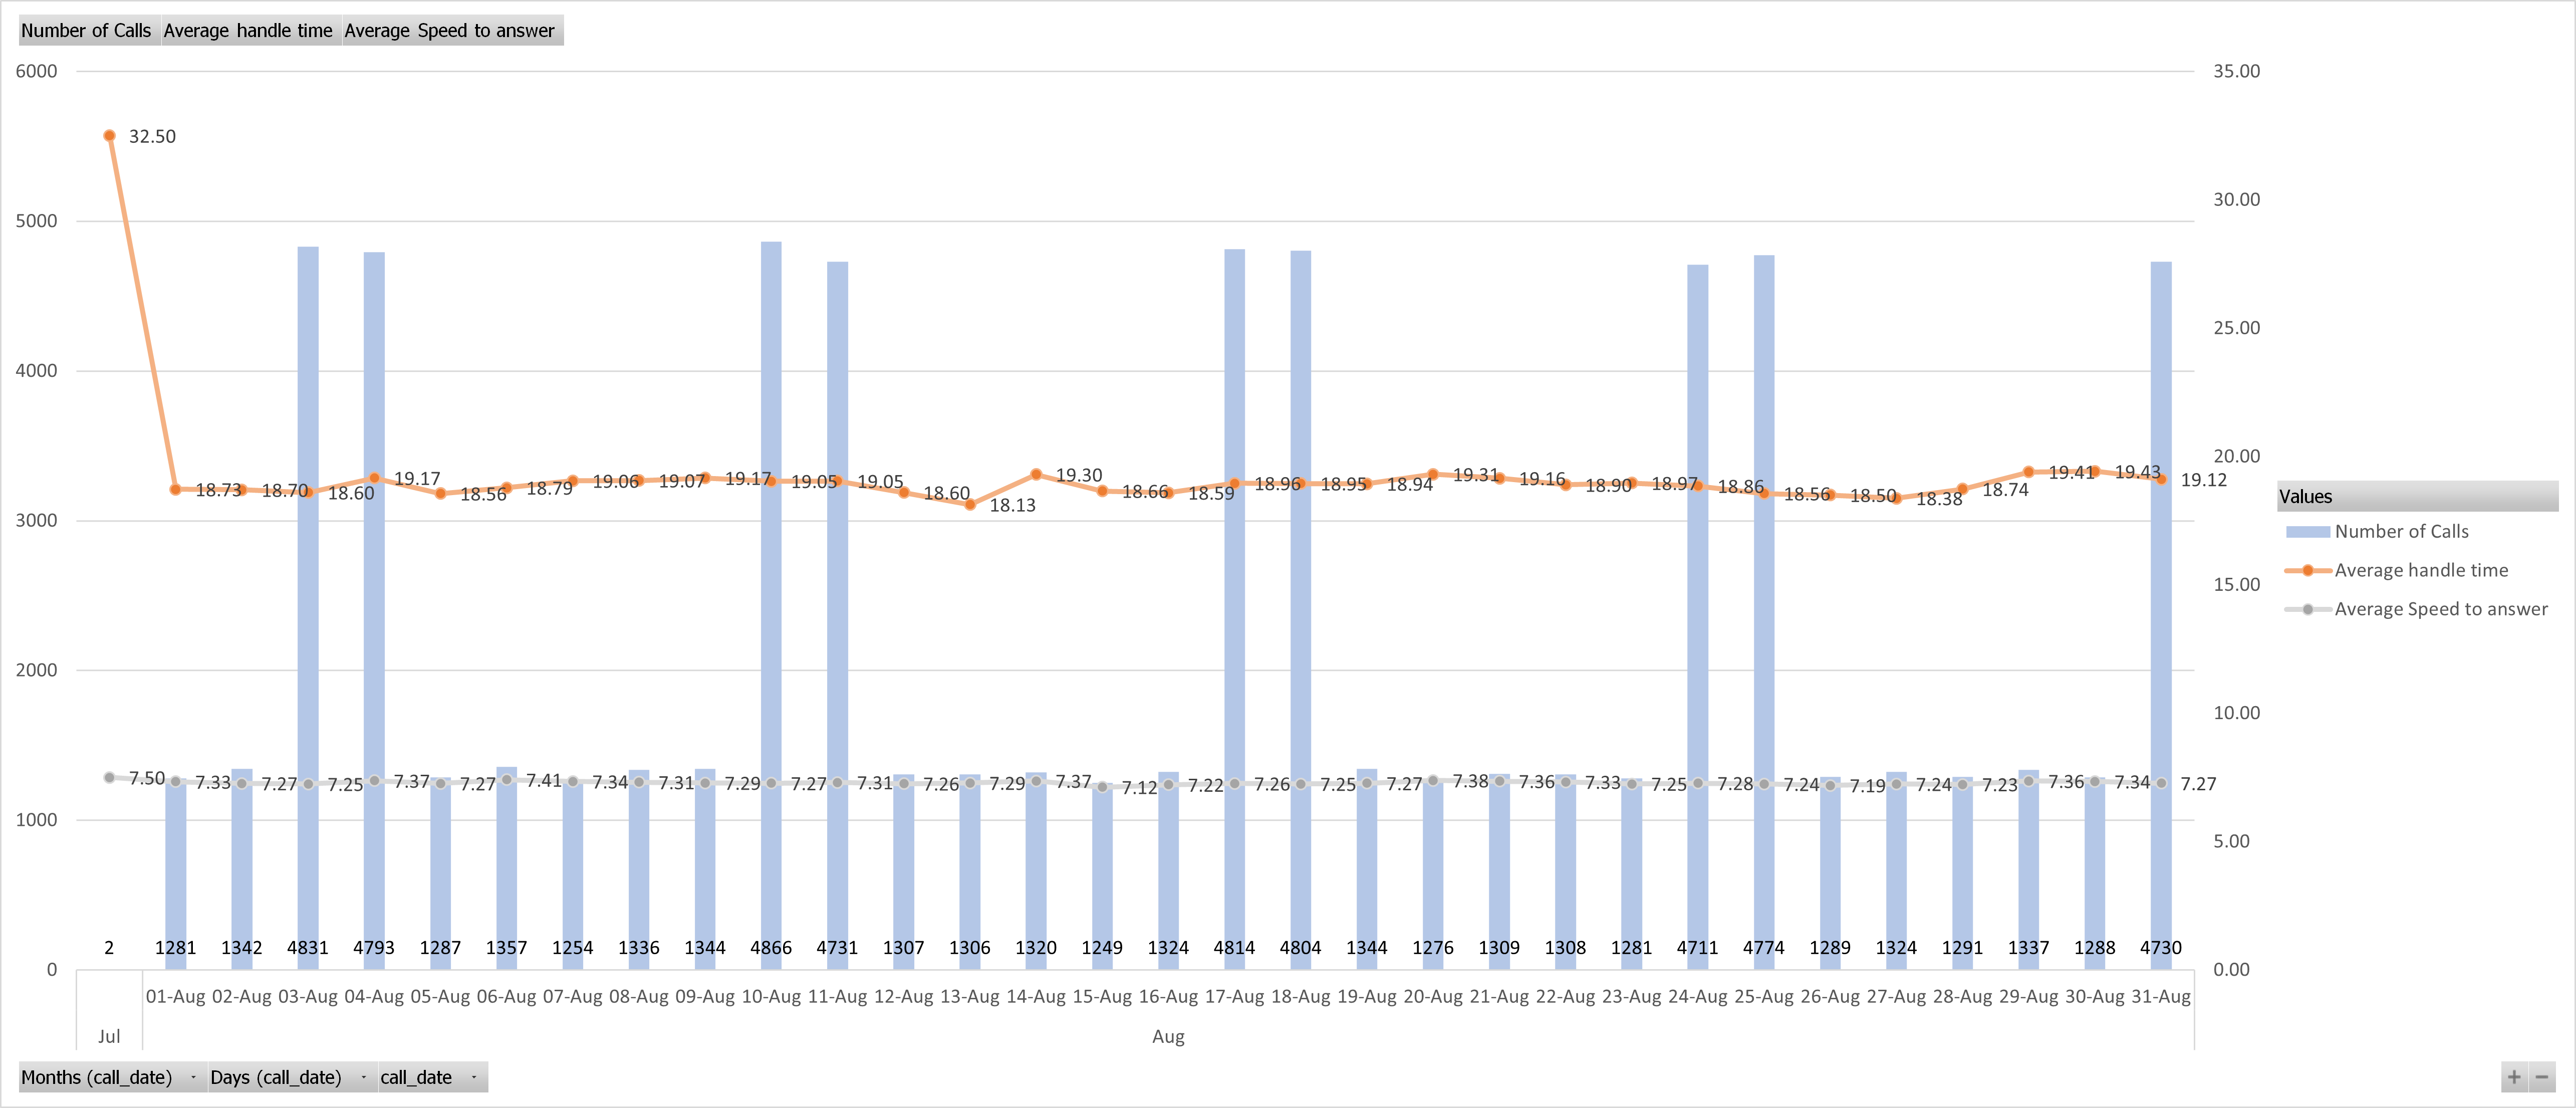 Number of Calls Average handle time Average Speed to answer
6000 35.00
32.50
30.00
5000
25.00
4000
20.00
18.73 18.70 18.60 19.17 18.56 18.79 19.06 19.07 19.17 19.05 19.05 18.60 18.13 19.30 18.66 18.59 18.96 18.95 18.94 19.31 19.16 18.90 18.97 18.86 18.56 18.50 18.38 18.74 19.41 19.43 19.12
Values
3000
Number of Calls
Average handle time
15.00
Average Speed to answer
2000
10.00
7.50 7.33 7.27 7.25 7.37 7.27 7.41 7.34 7.31 7.29 7.27 7.31 7.26 7.29 7.37 7.12 7.22 7.26 7.25 7.27 7.38 7.36 7.33 7.25 7.28 7.24 7.19 7.24 7.23 7.36 7.34 7.27
1000
5.00
2 1281 1342 4831 4793 1287 1357 1254 1336 1344 4866 4731 1307 1306 1320 1249 1324 4814 4804 1344 1276 1309 1308 1281 4711 4774 1289 1324 1291 1337 1288 4730
0 0.00
01-Aug 02-Aug 03-Aug 04-Aug 05-Aug 06-Aug 07-Aug 08-Aug 09-Aug 10-Aug 11-Aug 12-Aug 13-Aug 14-Aug 15-Aug 16-Aug 17-Aug 18-Aug 19-Aug 20-Aug 21-Aug 22-Aug 23-Aug 24-Aug 25-Aug 26-Aug 27-Aug 28-Aug 29-Aug 30-Aug 31-Aug
Jul Aug
Months (call_date) Days (call_date) call_date + −